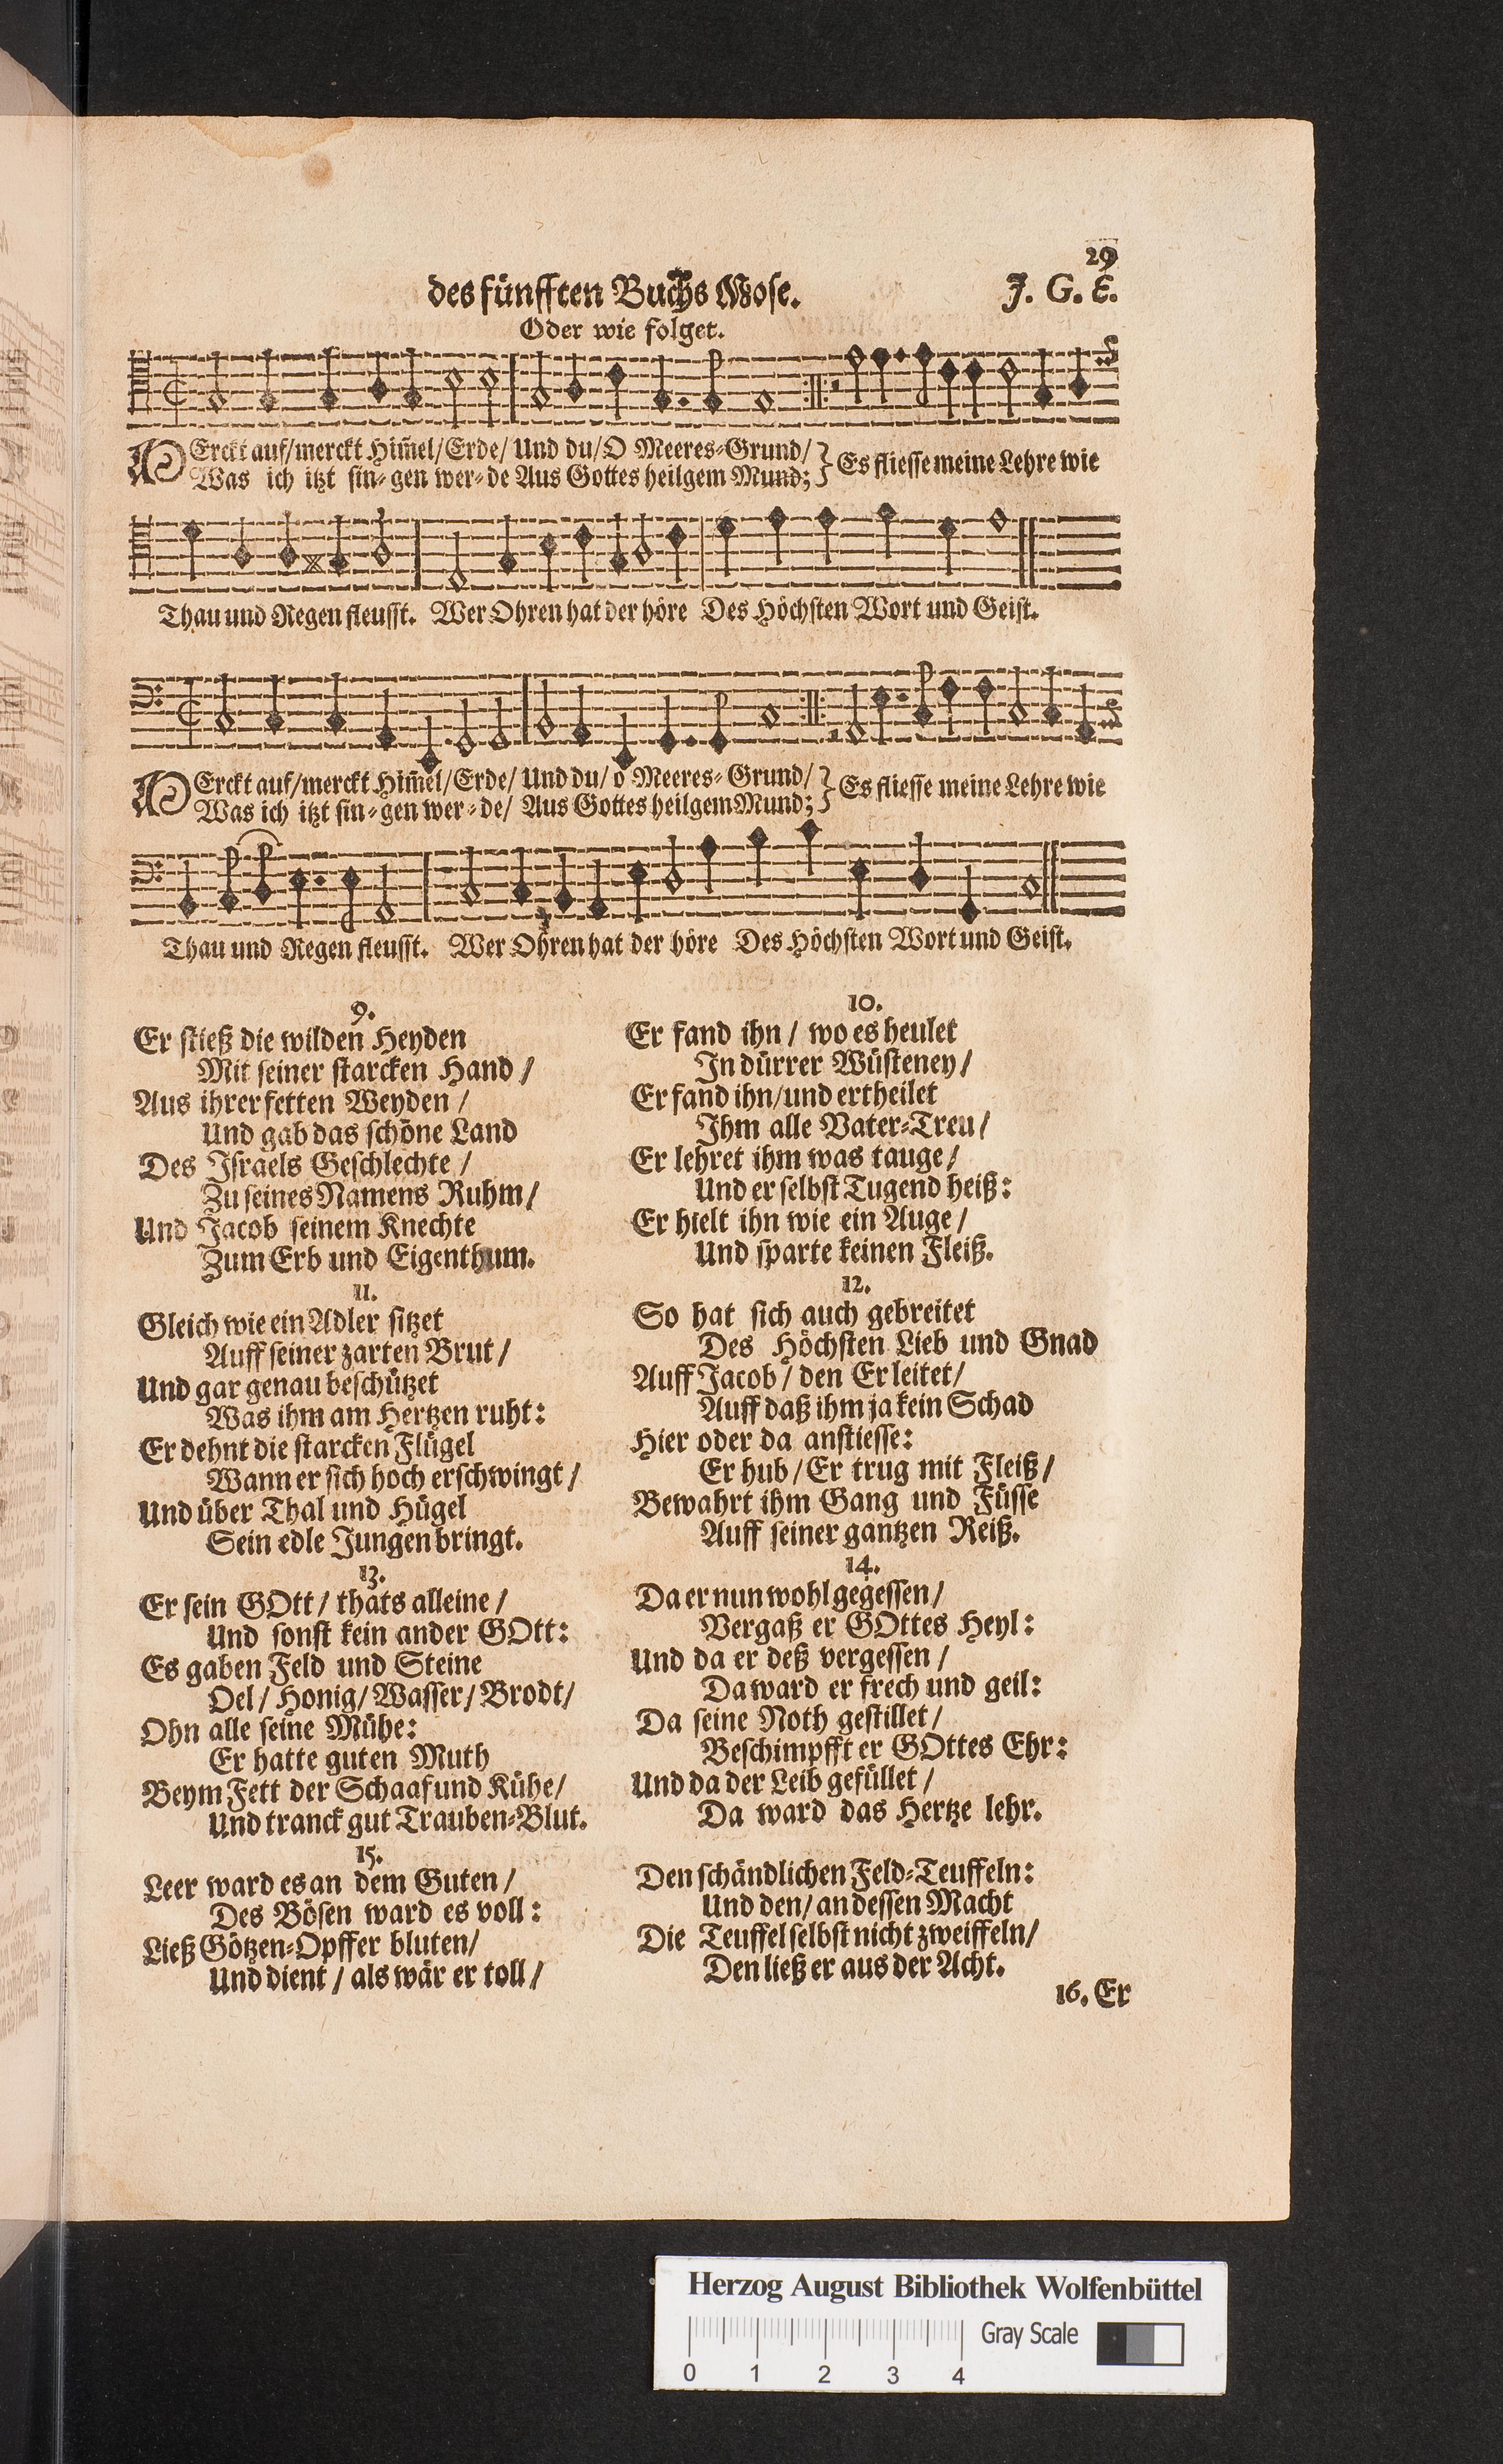 29
des fünfften Buchs Mose. J. G. E.
Oder wie folget.
MErckt auf/merckt Him̃el/Erde/ Und du/O Meeres-Grund/
Was ich itzt sin-gen wer-de Aus Gottes heilgem Mund;} Es fliesse meine Lehre wie
Thau und Regen fleusst. Wer Ohren hat der höre Des Höchsten Wort und Geist.
MErckt auf/merckt Him̃el/Erde/ Und du/ o Meeres-Grund/
Was ich itzt sin-gen wer-de/ Aus Gottes heilgem Mund;} Es fliesse meine Lehre wie
Thau und Regen fleusst. Wer Ohren hat der höre Des Höchsten Wort und Geist.
9.
Er stieß die wilden Heyden
Mit seiner starcken Hand /
Aus ihrer fetten Weyden /
Und gab das schöne Land
Des Israels Geschlechte /
Zu seines Namens Ruhm/
Und Jacob seinem Knechte
Zum Erb und Eigenthum.
10.
Er fand ihn / wo es heulet
In dürrer Wüsteney/
Er fand ihn/und ertheilet
Ihm alle Vater-Treu/
Er lehret ihm was tauge/
Und er selbst Tugend heiß:
Er hielt ihn wie ein Auge/
Und sparte keinen Fleiß.
11.
Gleich wie ein Adler sitzet
Auff seiner zarten Brut/
Und gar genau beschützet
Was ihm am Hertzen ruht:
Er dehnt die starcken Flügel
Wann er sich hoch erschwingt/
Und über Thal und Hügel
Sein edle Jungen bringt.
12.
So hat sich auch gebreitet
Des Höchsten Lieb und Gnad
Auff Jacob/ den Er leitet/
Auff daß ihm ja kein Schad
Hier oder da anstiesse:
Er hub/Er trug mit Fleiß/
Bewahrt ihm Gang und Füsse
Auff seiner gantzen Reiß.
13.
Er sein GOtt/ thäts alleine/
Und sonst kein ander GOtt:
Es gaben Feld und Steine
Oel/ Honig/Wasser/Brodt/
Ohn alle seine Mühe:
Er hatte guten Muth
Beym Fett der Schaaf und Kühe/
Und tranck gut Trauben-Blut.
14.
Da er nun wohl gegessen/
Vergaß er GOttes Heyl:
Und da er deß vergessen/
Da ward er frech und geil:
Da seine Noth gestillet/
Beschimpfft er GOttes Ehr:
Und da der Leib gefüllet/
Da ward das Hertze lehr.
15.
Leer ward es an dem Guten/
Des Bösen ward es voll:
Ließ Götzen-Opffer bluten/
Und dient/ als wär er toll/
Den schändlichen Feld-Teuffeln:
Und den/an dessen Macht
Die Teuffel selbst nicht zweiffeln/
Den ließ er aus der Acht.
16. Er
Herzog August Bibliothek Wolfenbüttel
Gray Scale
0 1 2 3 4